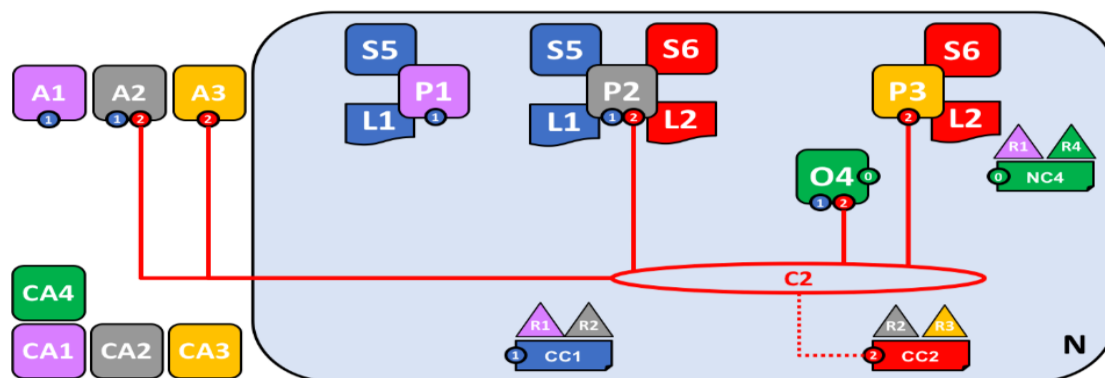 S5
S5 S6
S6
A1 A2 A3
P1
P2
P3
1
1 2
2
L1
1
L1
1 2
L2
2
L2
R1 R4
O4 0
0 NC4
1 2
C2
CA4
R1 R2
R2 R3
CA1 CA2 CA3
1 CC1
2 CC2
N